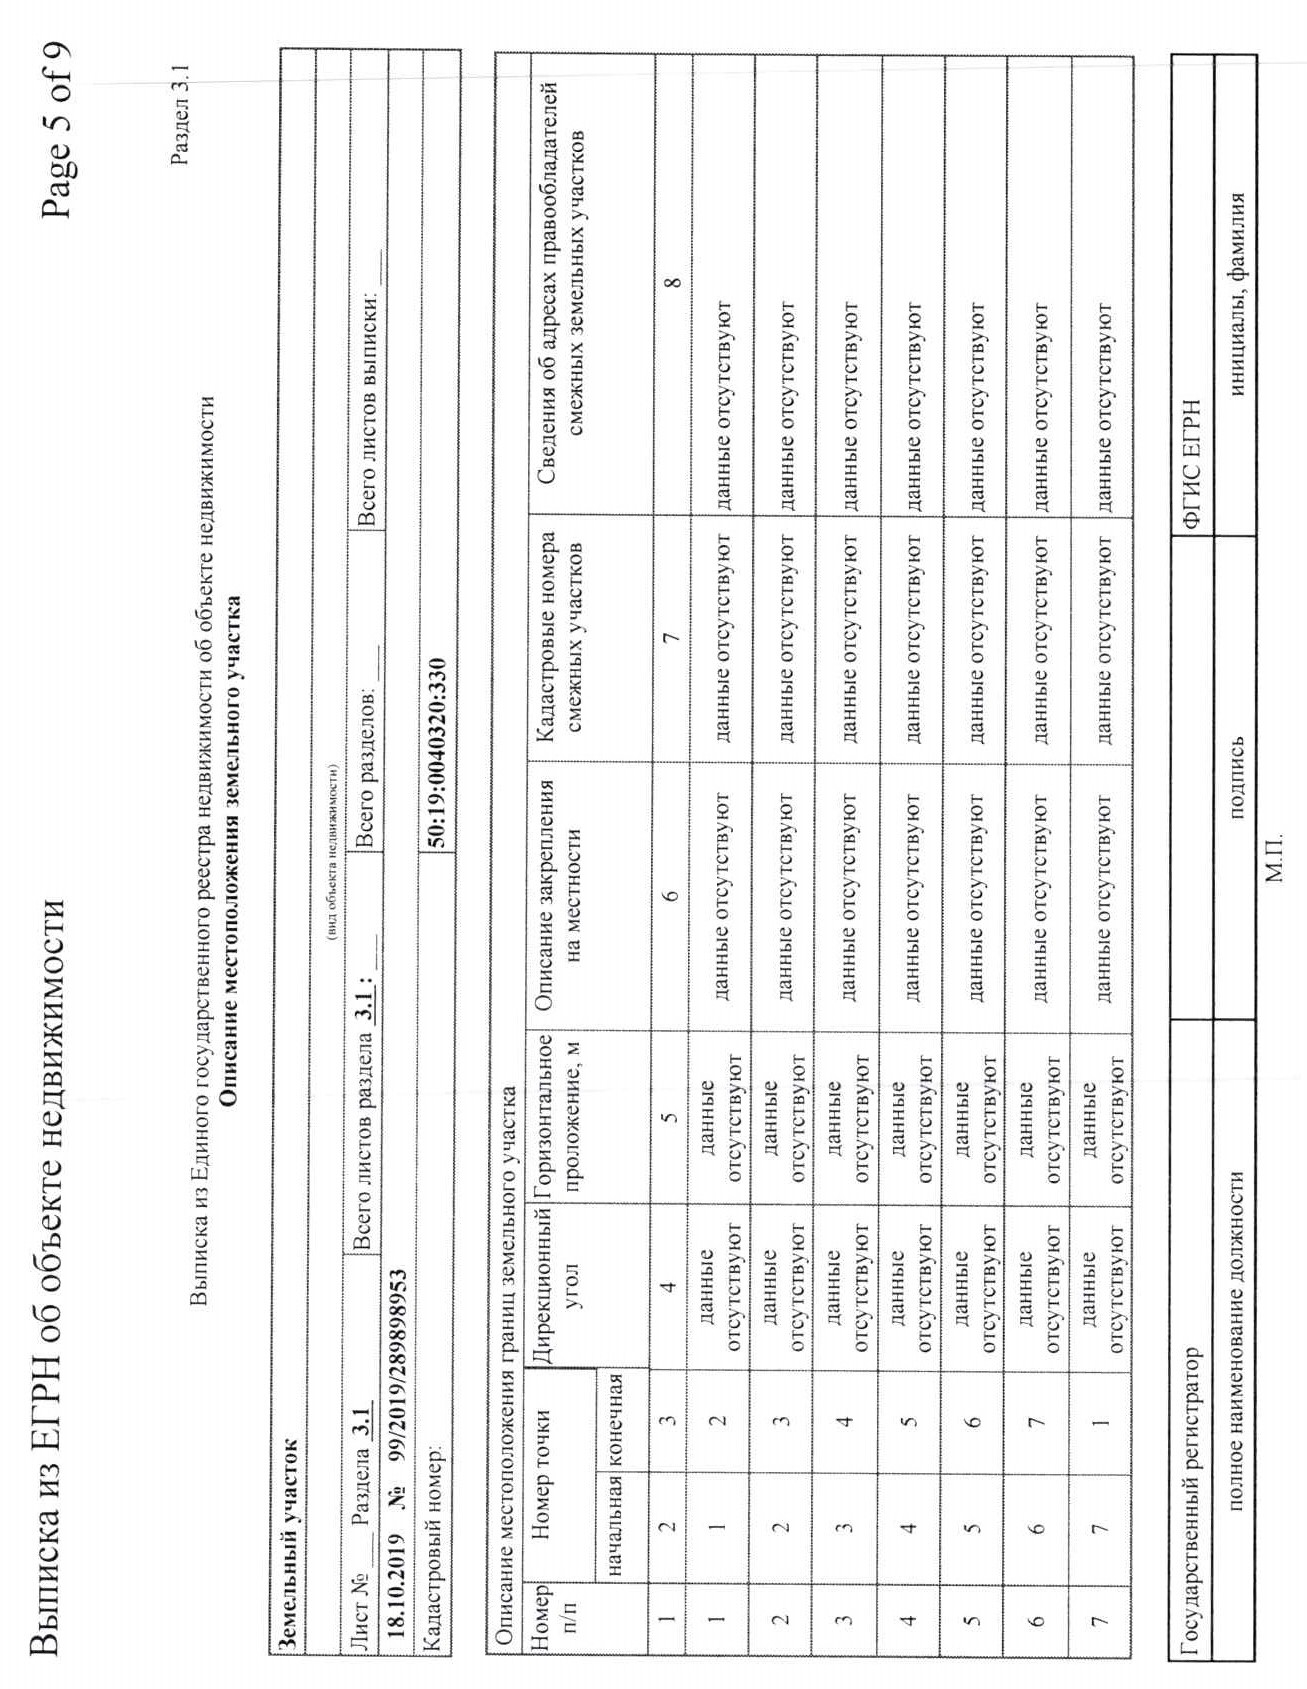 Выписка из ЕГРН об объекте недвижимости Page 5 of 9
Раздел 3.1
Выписка из Единого государственного реестра недвижимости об объекте недвижимости
Описание местоположения земельного участка
Земельный участок
(вид объекта недвижимости)
Лист № ___ Раздела 3.1 Всего листов раздела 3.1 : ___ Всего разделов: ___ Всего листов выписки: ___
18.10.2019 № 99/2019/289898953
Кадастровый номер: 50:19:0040320:330
Описание местоположения границ земельного участка
Номер п/п Номер точки Дирекционный угол Горизонтальное проложение, м Описание закрепления на местности Кадастровые номера смежных участков Сведения об адресах правообладателей смежных земельных участков
начальная конечная
1 2 3 4 5 6 7 8
1 1 2 данные отсутствуют данные отсутствуют данные отсутствуют данные отсутствуют данные отсутствуют
2 2 3 данные отсутствуют данные отсутствуют данные отсутствуют данные отсутствуют данные отсутствуют
3 3 4 данные отсутствуют данные отсутствуют данные отсутствуют данные отсутствуют данные отсутствуют
4 4 5 данные отсутствуют данные отсутствуют данные отсутствуют данные отсутствуют данные отсутствуют
5 5 6 данные отсутствуют данные отсутствуют данные отсутствуют данные отсутствуют данные отсутствуют
6 6 7 данные отсутствуют данные отсутствуют данные отсутствуют данные отсутствуют данные отсутствуют
7 7 1 данные отсутствуют данные отсутствуют данные отсутствуют данные отсутствуют данные отсутствуют
Государственный регистратор ФГИС ЕГРН
полное наименование должности подпись инициалы, фамилия
М.П.